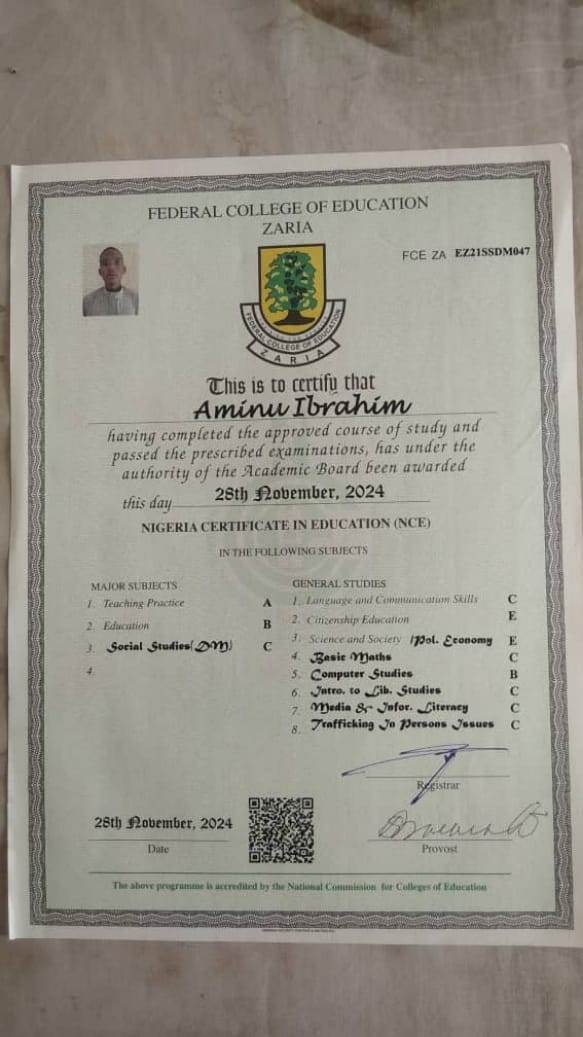 FEDERAL COLLEGE OF EDUCATION
ZARIA
FCE ZA EZ21SSDM047
FEDERAL COLLEGE OF EDUCATION
ZARIA
This is to certify that
Aminu Ibrahim
having completed the approved course of study and
passed the prescribed examinations, has under the
authority of the Academic Board been awarded
this day 28th November, 2024
NIGERIA CERTIFICATE IN EDUCATION (NCE)
IN THE FOLLOWING SUBJECTS
MAJOR SUBJECTS
1. Teaching Practice A
2. Education B
3. Social Studies(DM) C
4.
GENERAL STUDIES
1. Language and Communication Skills C
2. Citizenship Education E
3. Science and Society /Pol. Economy E
4. Basic Maths C
5. Computer Studies B
6. Intro. to Lib. Studies C
7. Media & Infor. Literacy C
8. Trafficking In Persons Issues C
Registrar
28th November, 2024
Date
Provost
The above programme is accredited by the National Commission for Colleges of Education